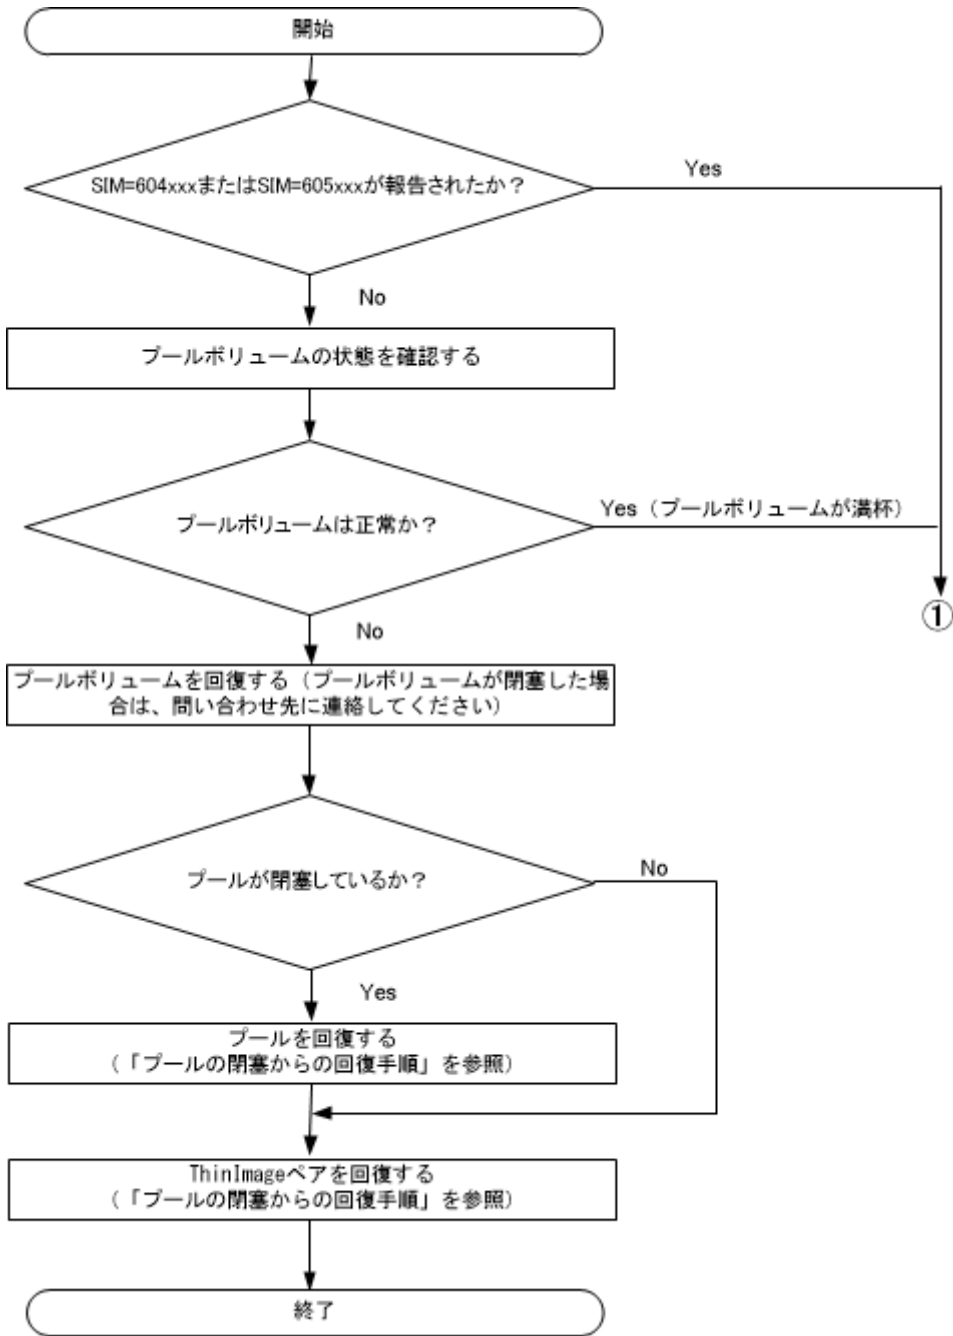 開始
SIM=604xxxまたはSIM=605xxxが報告されたか？
Yes
No
プールボリュームの状態を確認する
プールボリュームは正常か？
Yes（プールボリュームが満杯）
①
No
プールボリュームを回復する（プールボリュームが閉塞した場
合は、問い合わせ先に連絡してください）
プールが閉塞しているか？
No
Yes
プールを回復する
（「プールの閉塞からの回復手順」を参照）
ThinImageペアを回復する
（「プールの閉塞からの回復手順」を参照）
終了